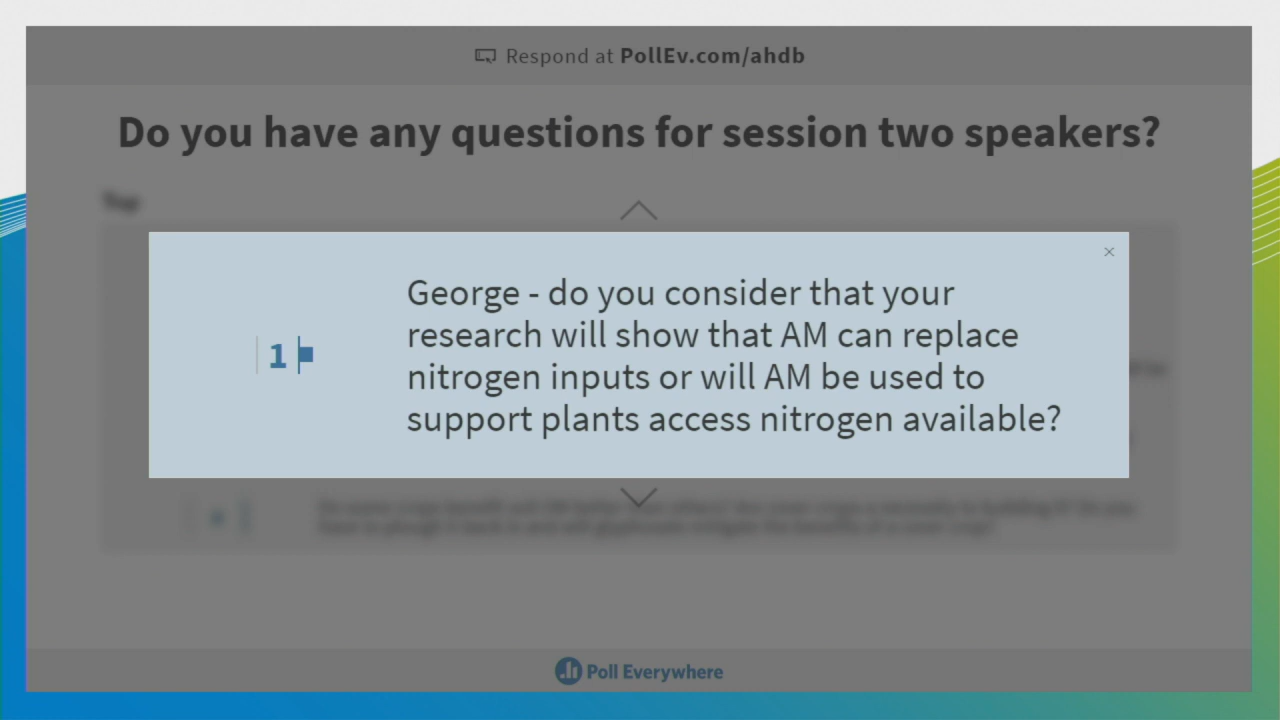 Respond at PollEv.com/ahdb
Do you have any questions for session two speakers?
Top
×
George - do you consider that your
1
research will show that AM can replace
nitrogen inputs or will AM be used to
support plants access nitrogen available?
Poll Everywhere